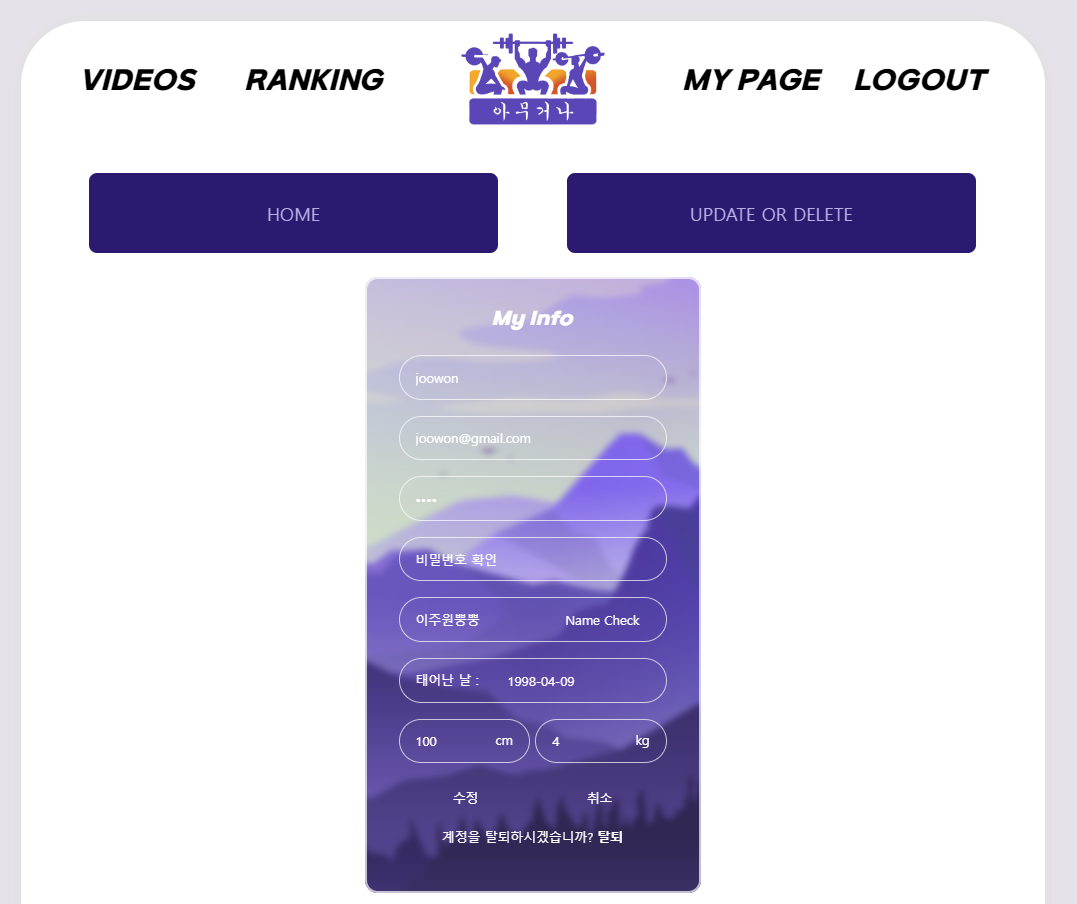 VIDEOS RANKING 아무거나 MY PAGE LOGOUT
HOME UPDATE OR DELETE
My Info
joowon
joowon@gmail.com
••••
비밀번호 확인
이주원뿡뿡 Name Check
태어난 날 : 1998-04-09
100 cm 4 kg
수정 취소
계정을 탈퇴하시겠습니까? 탈퇴